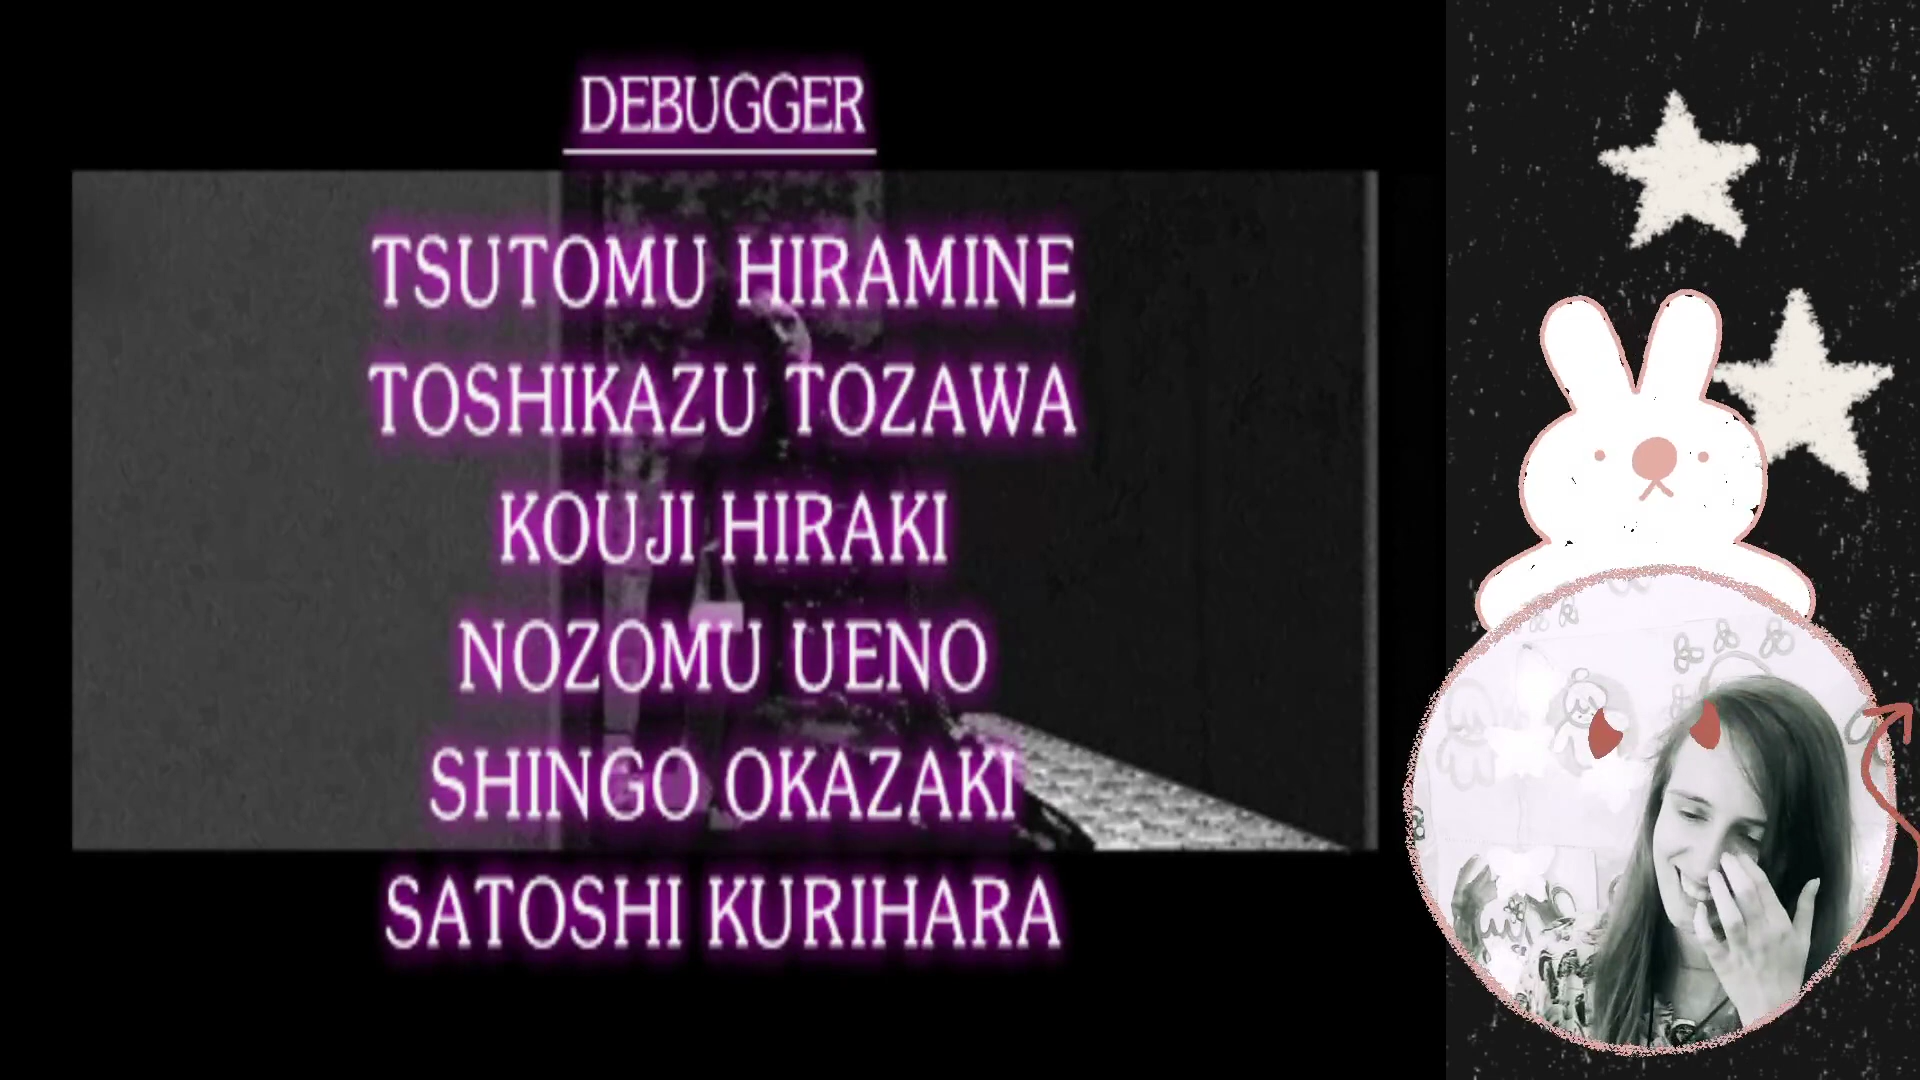 DEBUGGER
TSUTOMU HIRAMINE
TOSHIKAZU TOZAWA
KOUJI HIRAKI
NOZOMU UENO
SHINGO OKAZAKI
SATOSHI KURIHARA